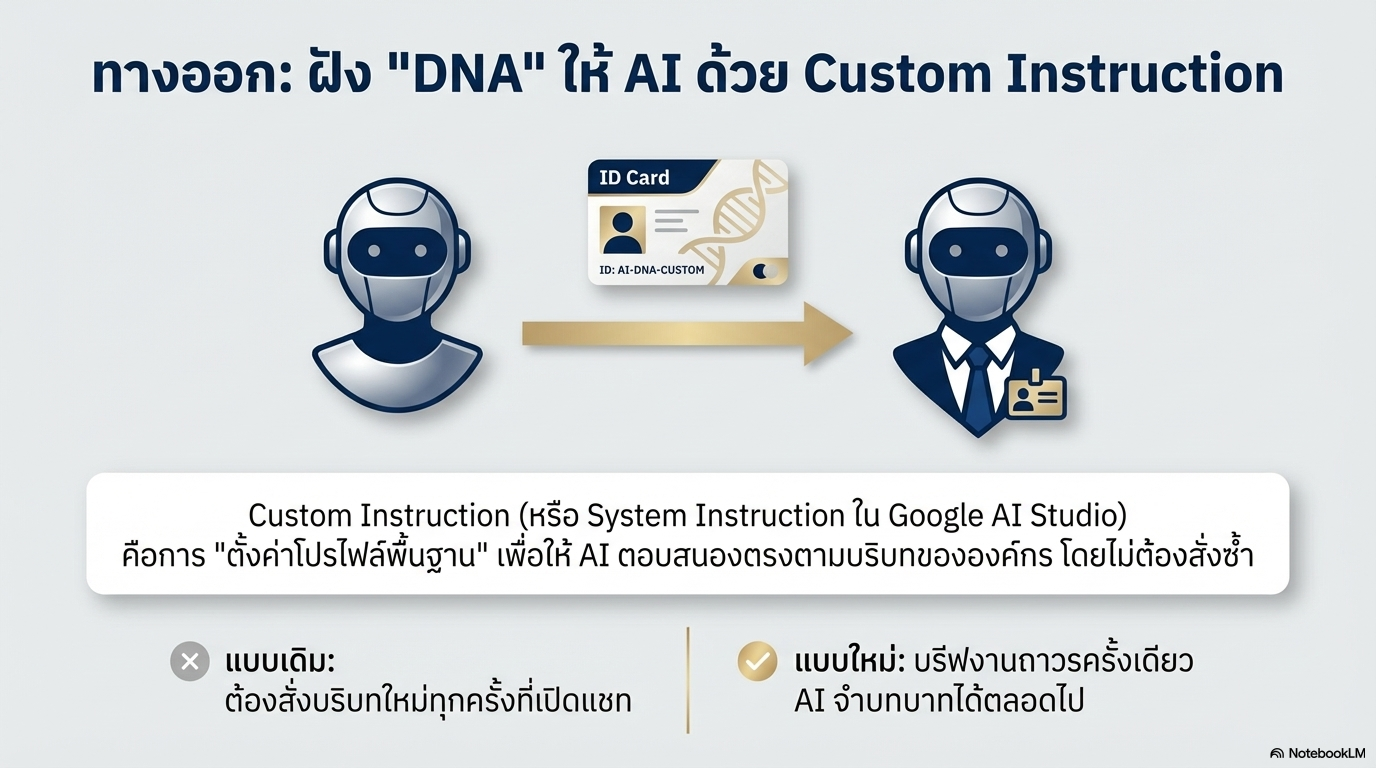 ทางออก: ฝัง "DNA" ให้ AI ด้วย Custom Instruction
ID Card
ID: AI-DNA-CUSTOM
Custom Instruction (หรือ System Instruction ใน Google AI Studio)
คือการ "ตั้งค่าโปรไฟล์พื้นฐาน" เพื่อให้ AI ตอบสนองตรงตามบริบทขององค์กร โดยไม่ต้องสั่งซ้ำ
แบบเดิม:
ต้องสั่งบริบทใหม่ทุกครั้งที่เปิดแชท
แบบใหม่: บรีฟงานถาวรครั้งเดียว
AI จำบทบาทได้ตลอดไป
NotebookLM